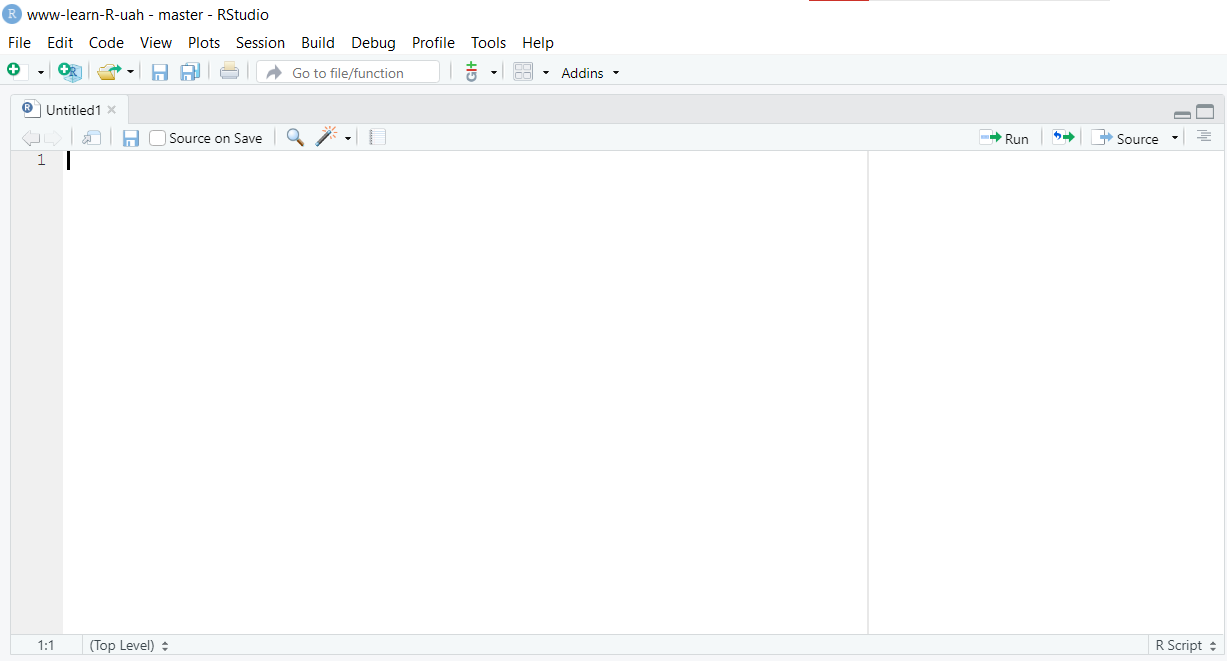 R www-learn-R-uah - master - RStudio
File Edit Code View Plots Session Build Debug Profile Tools Help
R Go to file/function Git Addins
R Untitled1
Source on Save Run Source
1
1:1 (Top Level) R Script